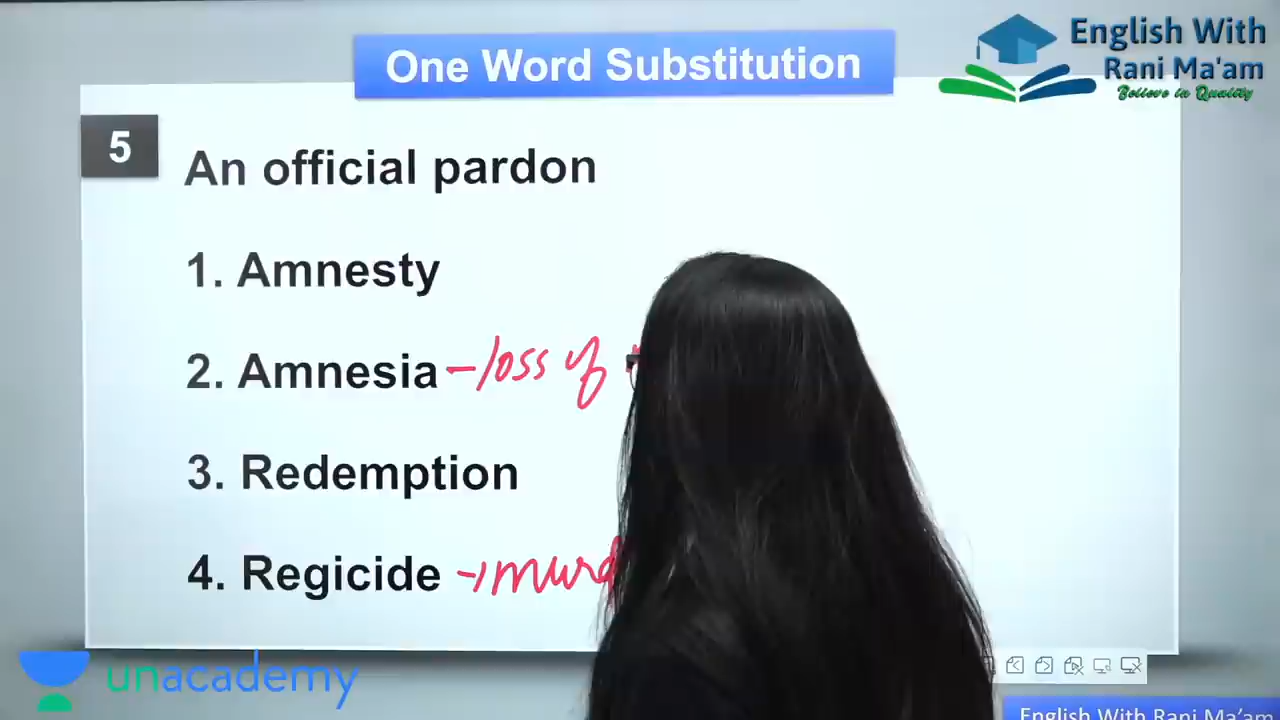 One Word Substitution
English With
Rani Ma'am
Believe in Quality
5
An official pardon
1. Amnesty
2. Amnesia – loss of
3. Redemption
4. Regicide →
unacademy
English With Rani Ma'am